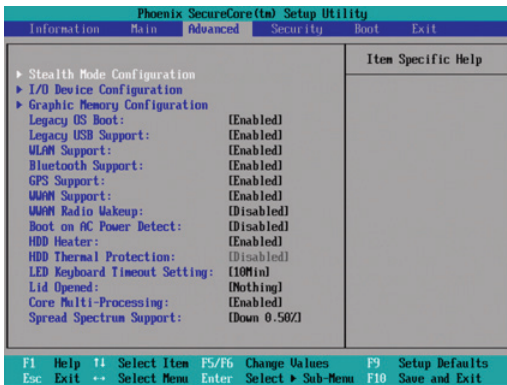 Phoenix SecureCore(tm) Setup Utility
Information Main Advanced Security Boot Exit
Item Specific Help
▶ Stealth Mode Configuration
▶ I/O Device Configuration
▶ Graphic Memory Configuration
Legacy OS Boot: [Enabled]
Legacy USB Support: [Enabled]
WLAN Support: [Enabled]
Bluetooth Support: [Enabled]
GPS Support: [Enabled]
WWAN Support: [Enabled]
WWAN Radio Wakeup: [Disabled]
Boot on AC Power Detect: [Disabled]
HDD Heater: [Enabled]
HDD Thermal Protection: [Disabled]
LED Keyboard Timeout Setting: [10Min]
Lid Opened: [Nothing]
Core Multi-Processing: [Enabled]
Spread Spectrum Support: [Down 0.50%]
F1 Help ↑↓ Select Item F5/F6 Change Values F9 Setup Defaults
Esc Exit ↔ Select Menu Enter Select ▶ Sub-Menu F10 Save and Exit